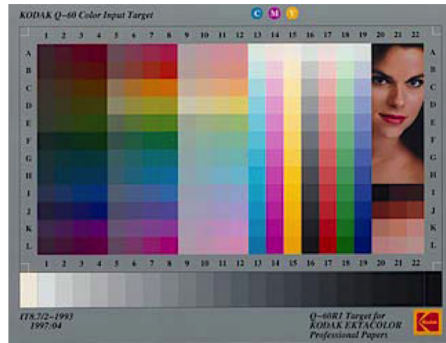 KODAK Q-60 Color Input Target
C M Y
1 2 3 4 5 6 7 8 9 10 11 12 13 14 15 16 17 18 19 20 21 22
A A
B B
C C
D D
E E
F F
G G
H H
I I
J J
K K
L L
1 2 3 4 5 6 7 8 9 10 11 12 13 14 15 16 17 18 19 20 21 22
IT8.7/2-1993
1997:04
Q-60R1 Target for
KODAK EKTACOLOR
Professional Papers
Kodak